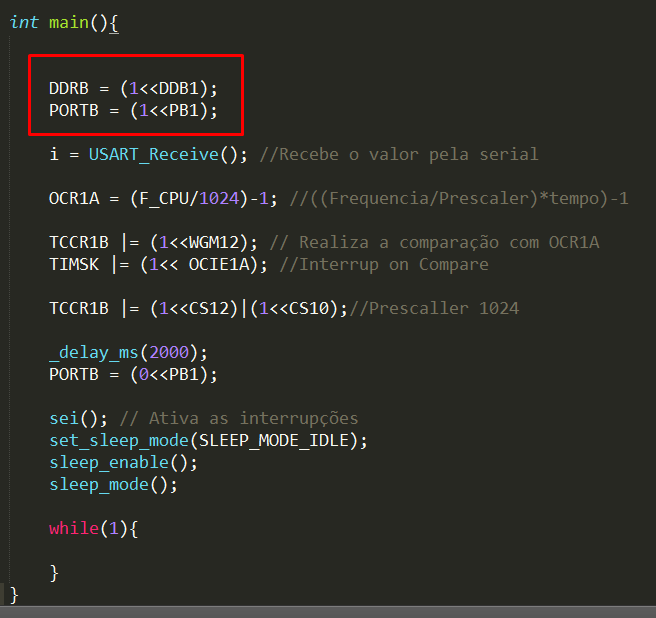 int main(){
DDRB = (1<<DDB1);
PORTB = (1<<PB1);
i = USART_Receive(); //Recebe o valor pela serial
OCR1A = (F_CPU/1024)-1; //((Frequencia/Prescaler)*tempo)-1
TCCR1B |= (1<<WGM12); // Realiza a comparação com OCR1A
TIMSK |= (1<< OCIE1A); //Interrup on Compare
TCCR1B |= (1<<CS12)|(1<<CS10);//Prescaller 1024
_delay_ms(2000);
PORTB = (0<<PB1);
sei(); // Ativa as interrupções
set_sleep_mode(SLEEP_MODE_IDLE);
sleep_enable();
sleep_mode();
while(1){
}
}